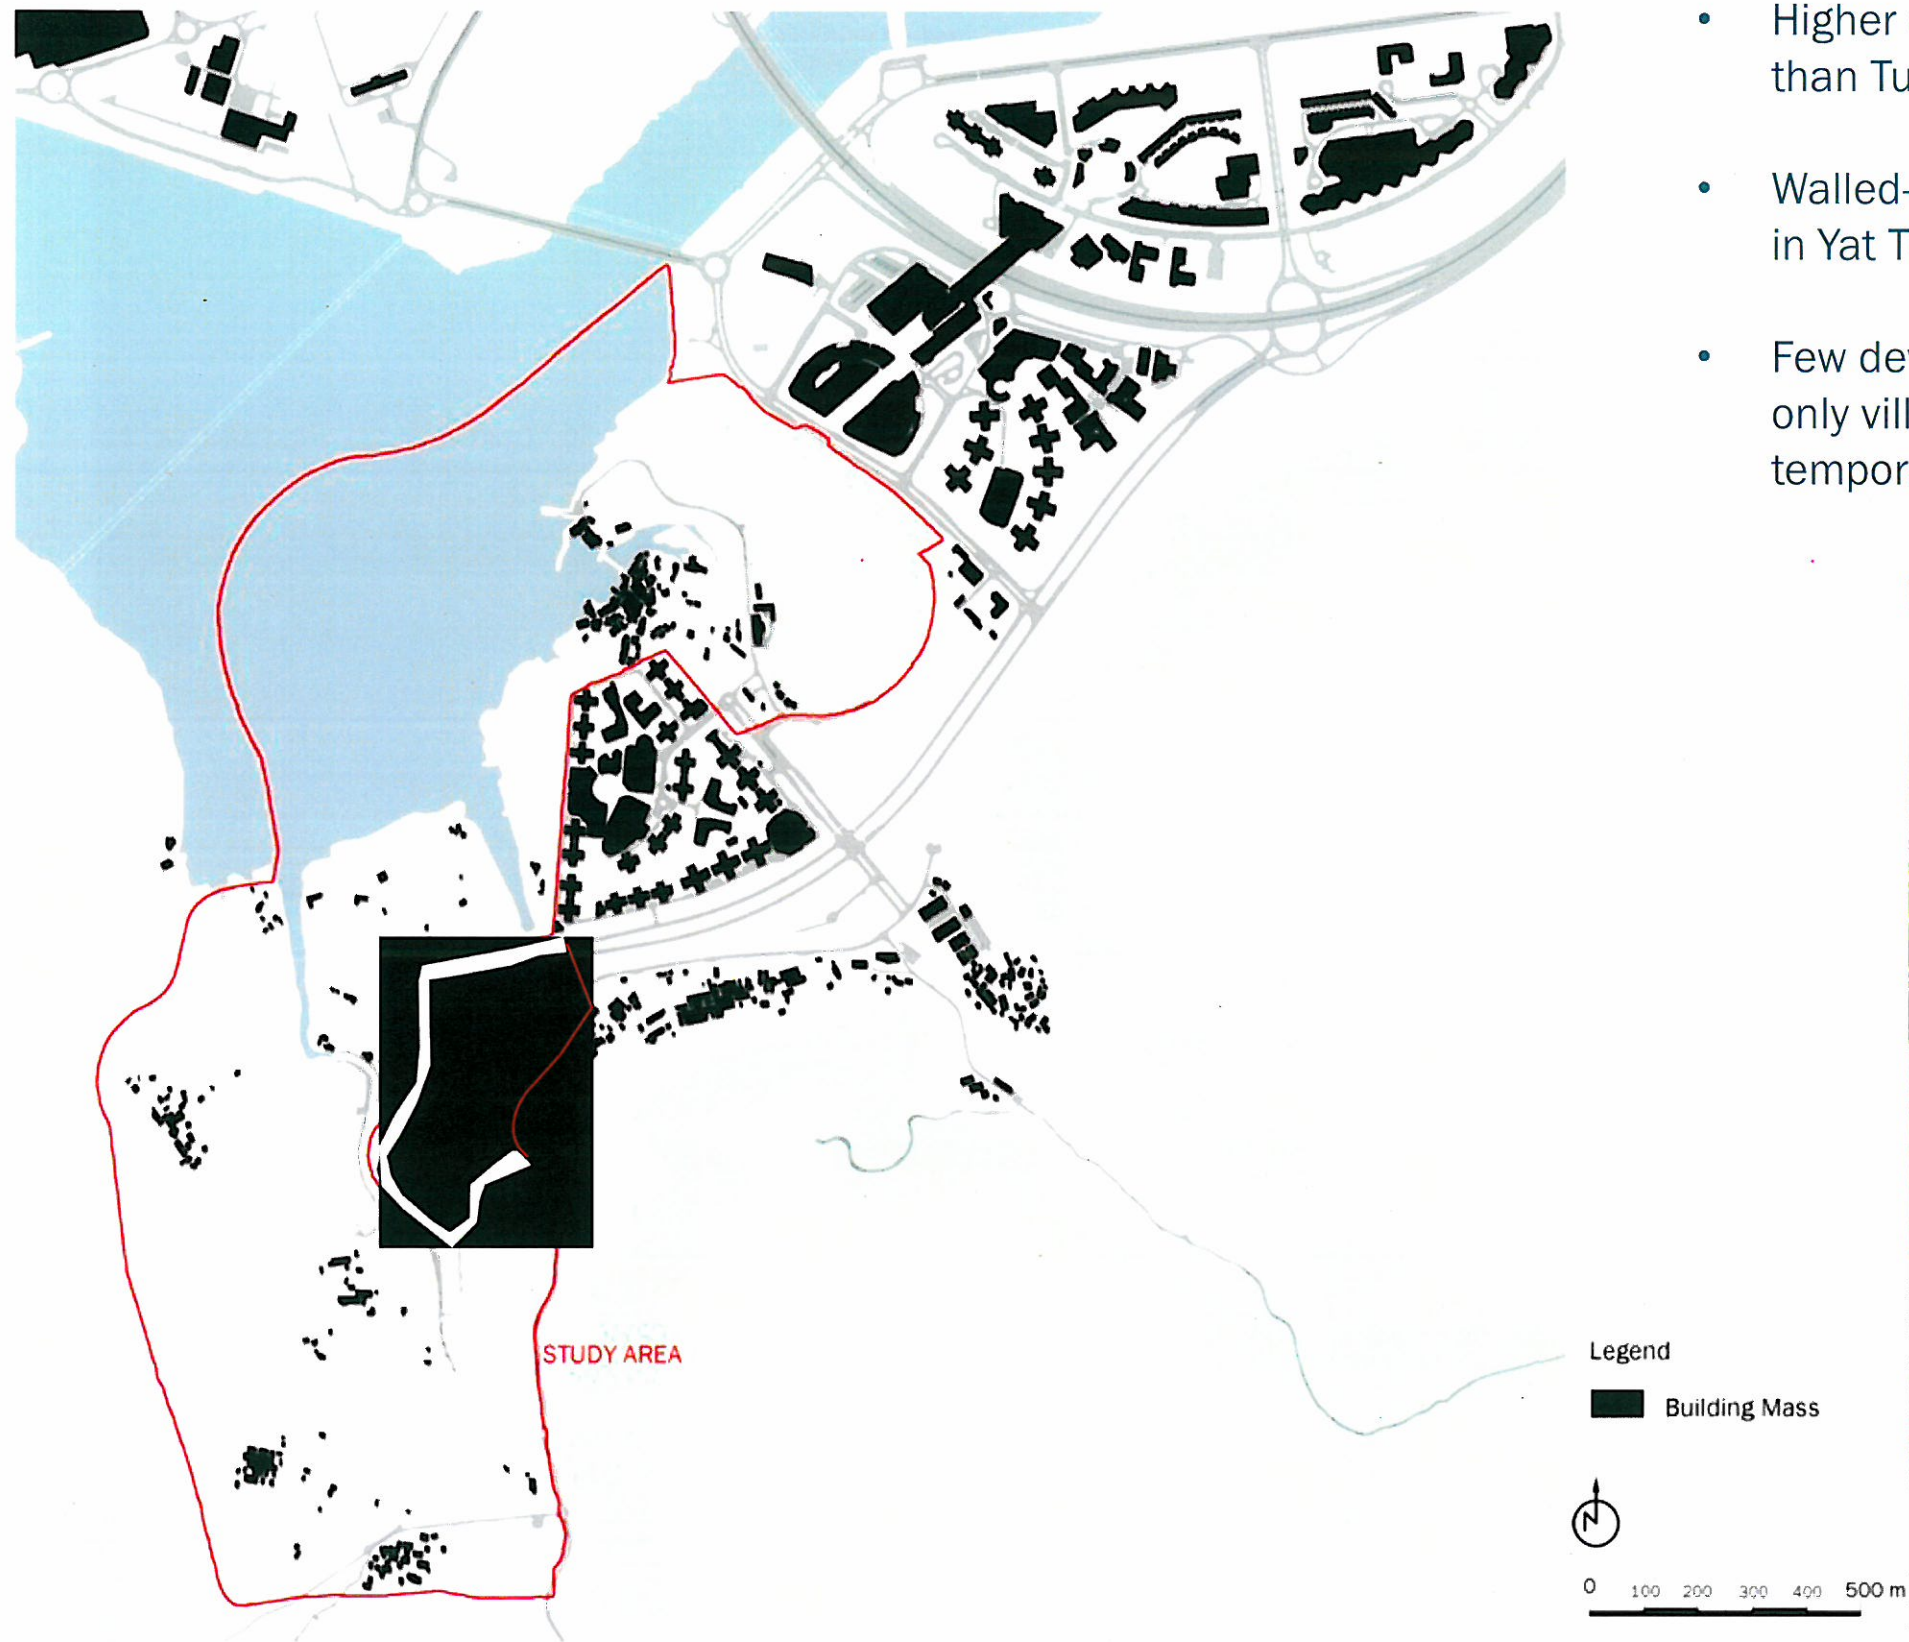 Higher
than Tu
Walled-
in Yat T
Few dev
only vill
tempor
STUDY AREA
Legend
Building Mass
N
0 100 200 300 400 500 m